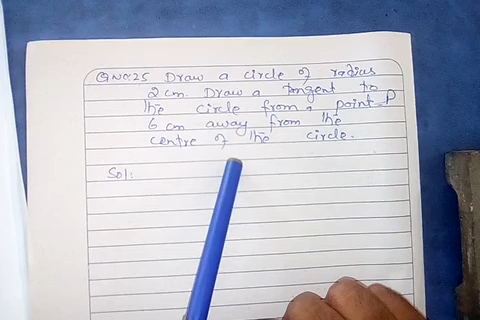 Q No:25 Draw a circle of radius
2 cm. Draw a tangent to
the circle from a point P
6 cm away from the
centre of the circle.
Sol: